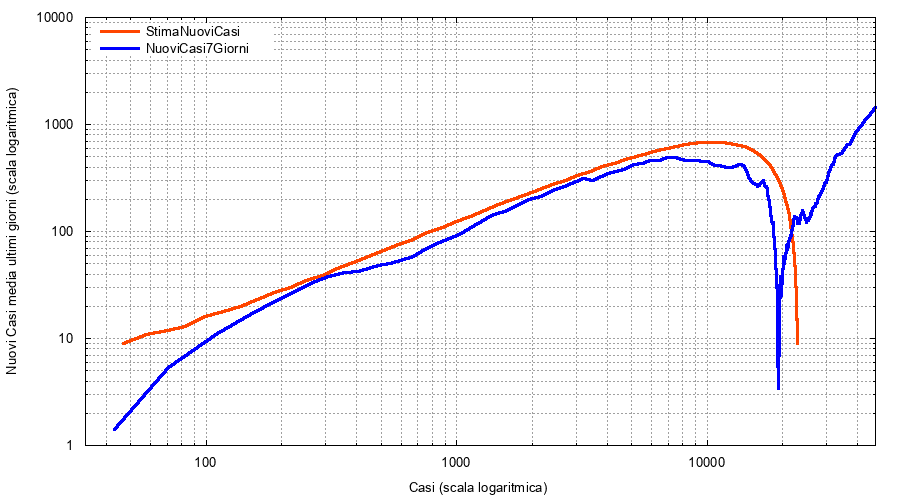 10000
1000
100
10
1
StimaNuoviCasi
NuoviCasi7Giorni
Nuovi Casi media ultimi giorni (scala logaritmica)
100
1000
10000
Casi (scala logaritmica)